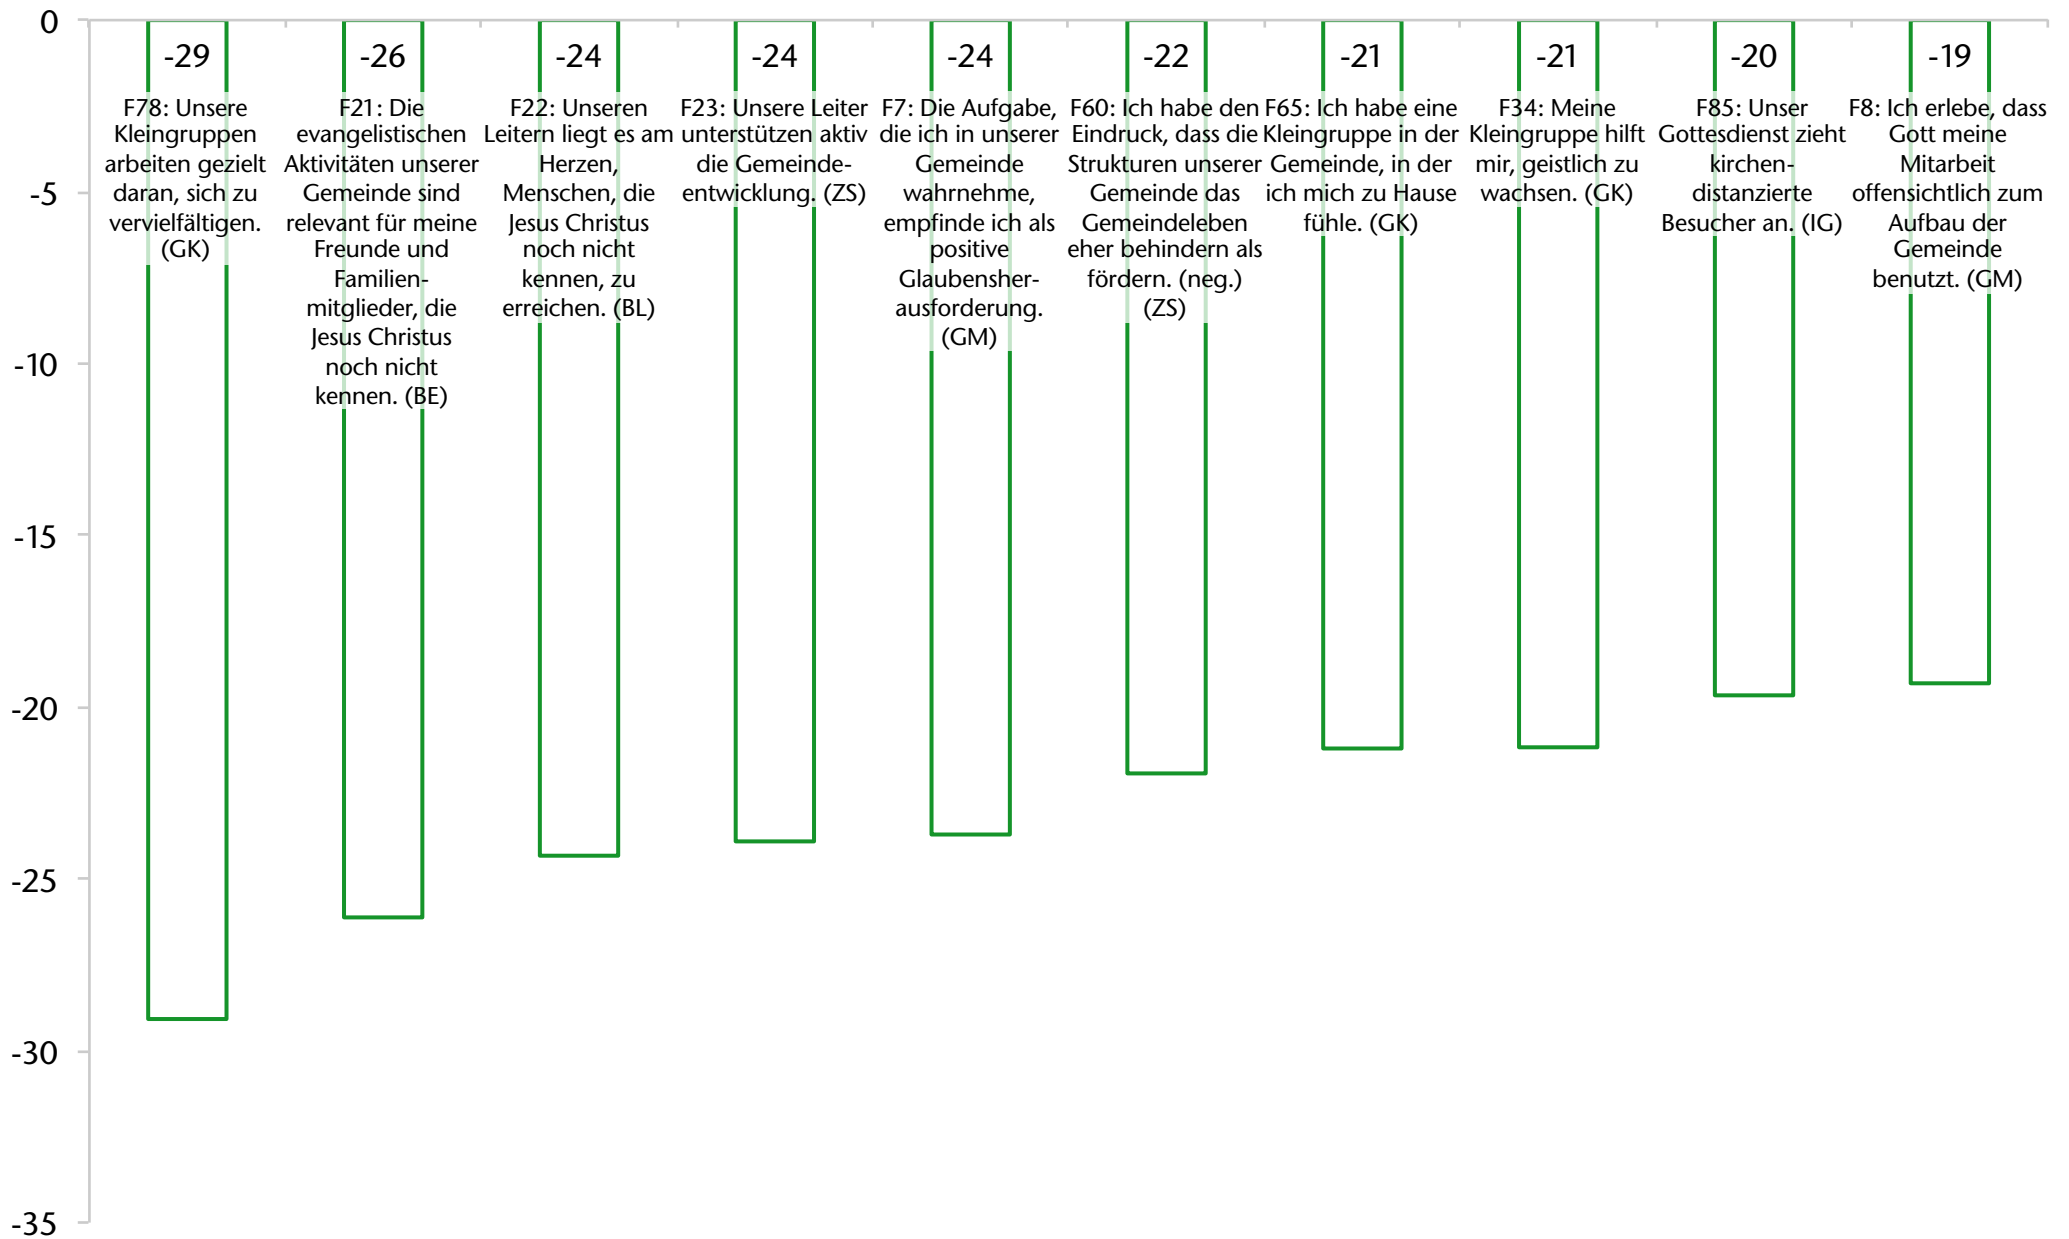 0
-5
-10
-15
-20
-25
-30
-35
-29
F78: Unsere
Kleingruppen
arbeiten gezielt
daran, sich zu
vervielfältigen.
(GK)
-26
F21: Die
evangelistischen
Aktivitäten unserer
Gemeinde sind
relevant für meine
Freunde und
Familien-
mitglieder, die
Jesus Christus
noch nicht
kennen. (BE)
-24
F22: Unseren
Leitern liegt es am
Herzen,
Menschen, die
Jesus Christus
noch nicht
kennen, zu
erreichen. (BL)
-24
F23: Unsere Leiter
unterstützen aktiv
die Gemeinde-
entwicklung. (ZS)
-24
F7: Die Aufgabe,
die ich in unserer
Gemeinde
wahrnehme,
empfinde ich als
positive
Glaubensher-
ausforderung.
(GM)
-22
F60: Ich habe den
Eindruck, dass die
Strukturen unserer
Gemeinde das
Gemeindeleben
eher behindern als
fördern. (neg.)
(ZS)
-21
F65: Ich habe eine
Kleingruppe in der
Gemeinde, in der
ich mich zu Hause
fühle. (GK)
-21
F34: Meine
Kleingruppe hilft
mir, geistlich zu
wachsen. (GK)
-20
F85: Unser
Gottesdienst zieht
kirchen-
distanzierte
Besucher an. (IG)
-19
F8: Ich erlebe, dass
Gott meine
Mitarbeit
offensichtlich zum
Aufbau der
Gemeinde
benutzt. (GM)